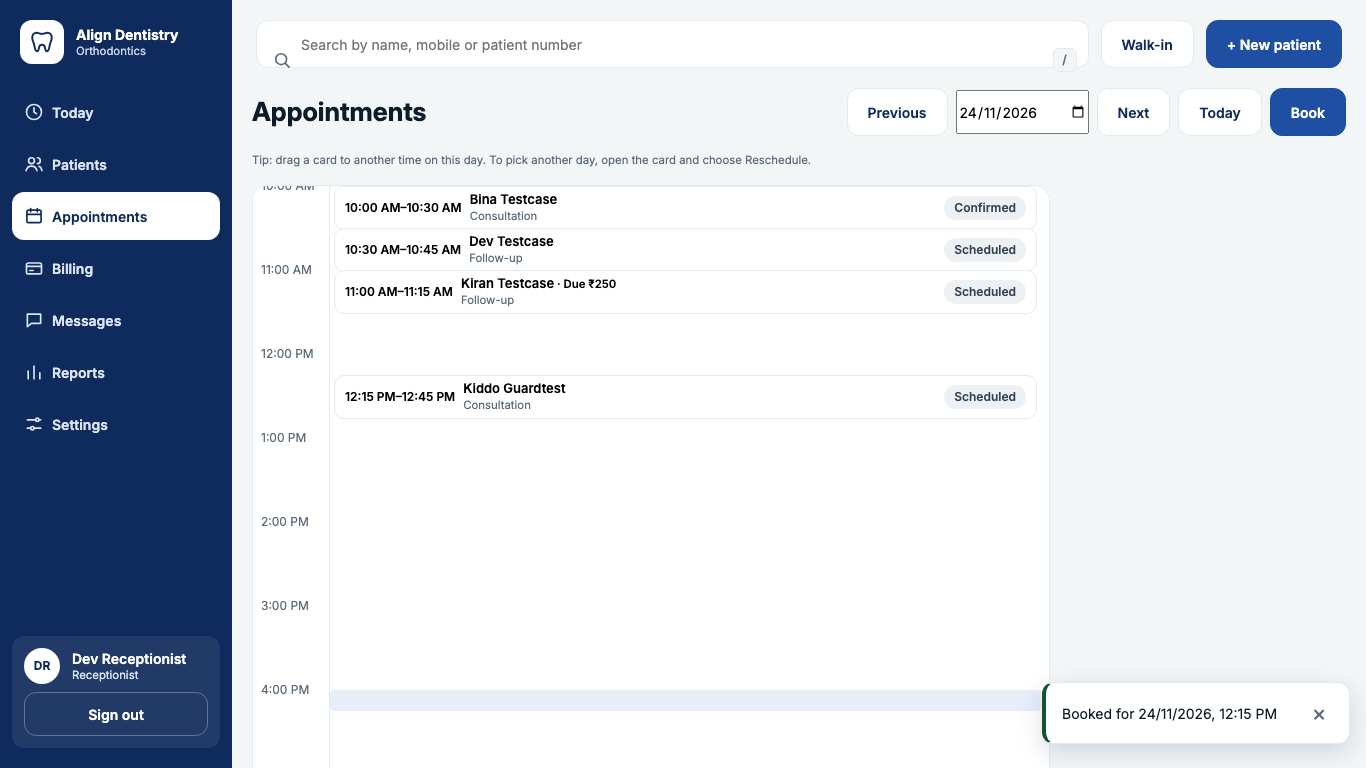 Align Dentistry
Orthodontics
Today
Patients
Appointments
Billing
Messages
Reports
Settings
DR
Dev Receptionist
Receptionist
Sign out
Search by name, mobile or patient number
/
Walk-in
+ New patient
Appointments
Previous
24/11/2026
Next
Today
Book
Tip: drag a card to another time on this day. To pick another day, open the card and choose Reschedule.
10:00 AM
10:00 AM–10:30 AM
Bina Testcase
Consultation
Confirmed
10:30 AM–10:45 AM
Dev Testcase
Follow-up
Scheduled
11:00 AM
11:00 AM–11:15 AM
Kiran Testcase · Due ₹250
Follow-up
Scheduled
12:00 PM
12:15 PM–12:45 PM
Kiddo Guardtest
Consultation
Scheduled
1:00 PM
2:00 PM
3:00 PM
4:00 PM
Booked for 24/11/2026, 12:15 PM